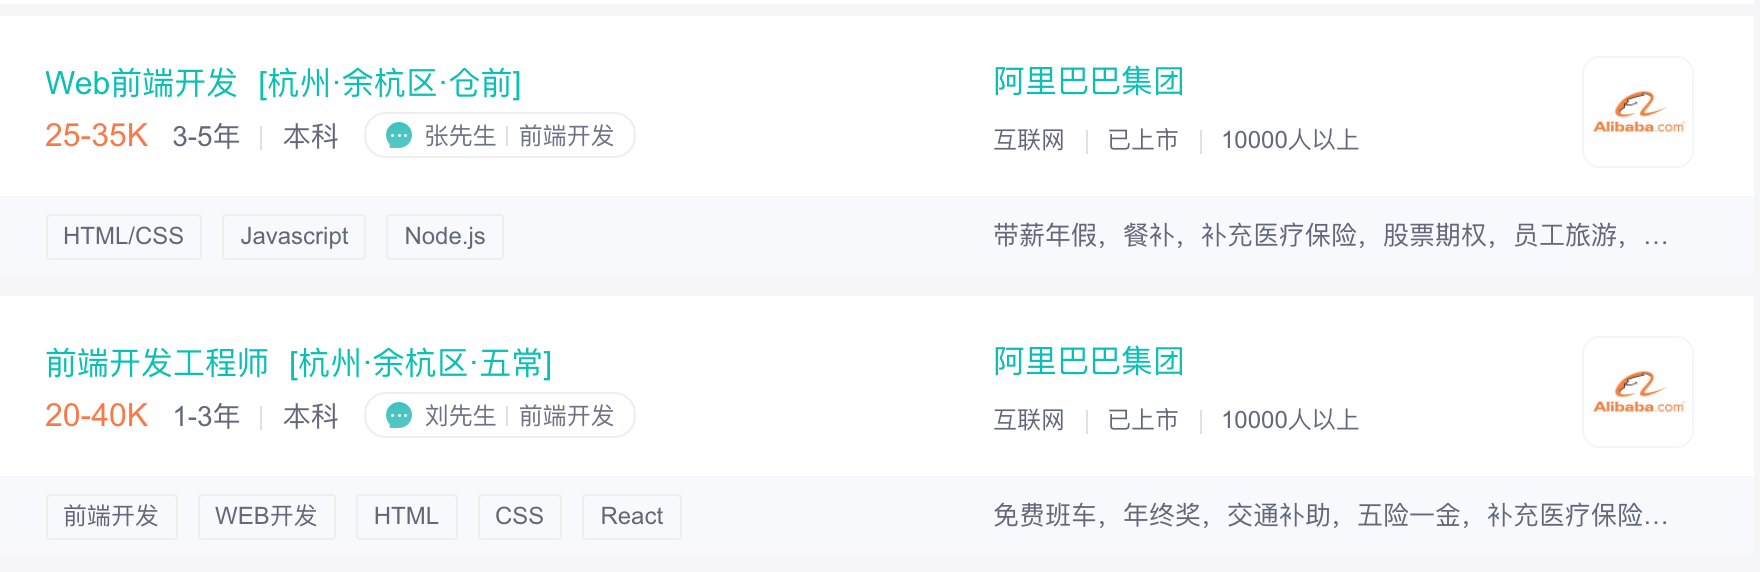 Web前端开发 [杭州·余杭区·仓前]
25-35K 3-5年 本科 张先生 前端开发
阿里巴巴集团
互联网 已上市 10000人以上
Alibaba.com
HTML/CSS Javascript Node.js
带薪年假，餐补，补充医疗保险，股票期权，员工旅游，...
前端开发工程师 [杭州·余杭区·五常]
20-40K 1-3年 本科 刘先生 前端开发
阿里巴巴集团
互联网 已上市 10000人以上
Alibaba.com
前端开发 WEB开发 HTML CSS React
免费班车，年终奖，交通补助，五险一金，补充医疗保险...